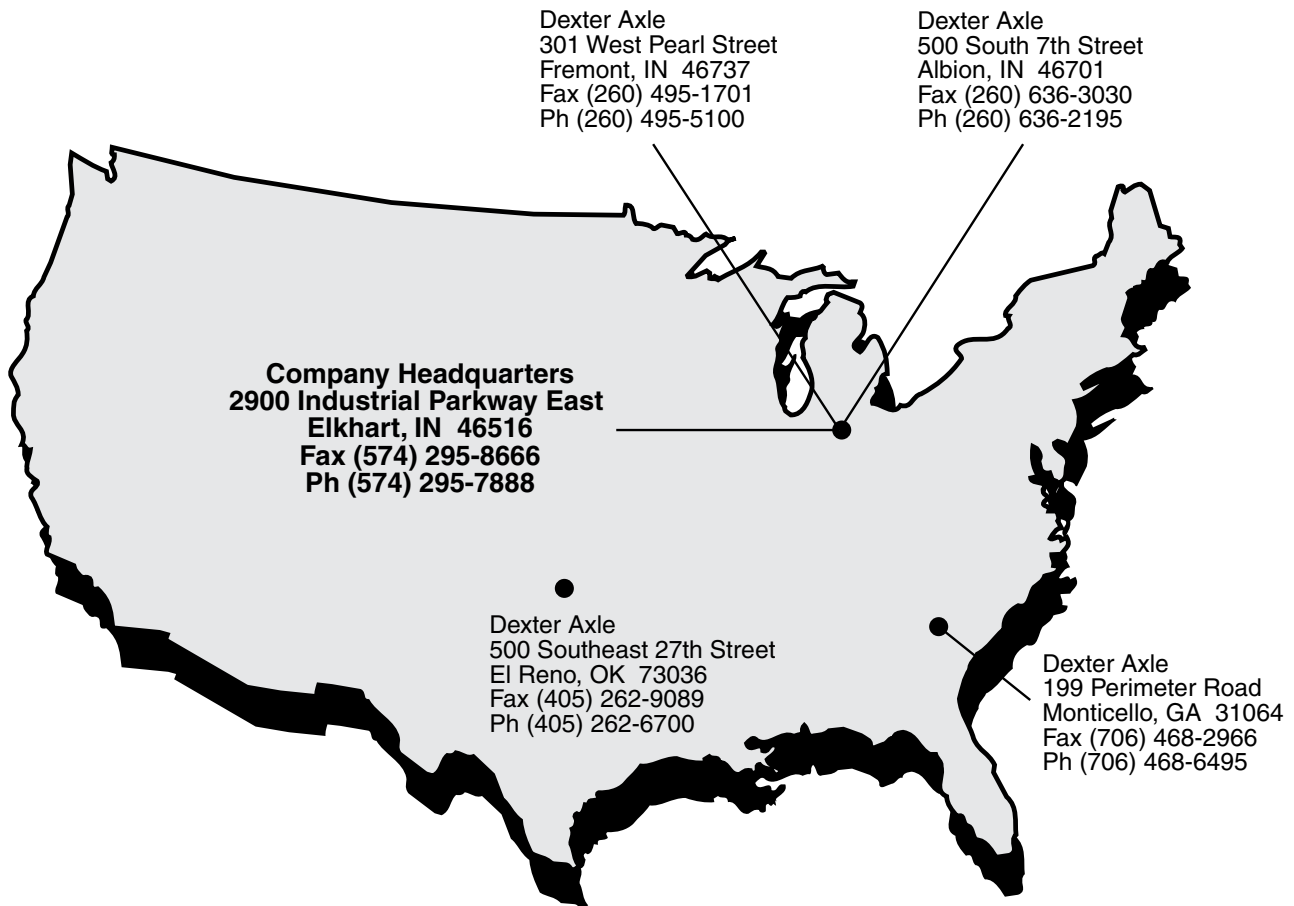 Dexter Axle
301 West Pearl Street
Fremont, IN 46737
Fax (260) 495-1701
Ph (260) 495-5100
Dexter Axle
500 South 7th Street
Albion, IN 46701
Fax (260) 636-3030
Ph (260) 636-2195
Company Headquarters
2900 Industrial Parkway East
Elkhart, IN 46516
Fax (574) 295-8666
Ph (574) 295-7888
Dexter Axle
500 Southeast 27th Street
El Reno, OK 73036
Fax (405) 262-9089
Ph (405) 262-6700
Dexter Axle
199 Perimeter Road
Monticello, GA 31064
Fax (706) 468-2966
Ph (706) 468-6495